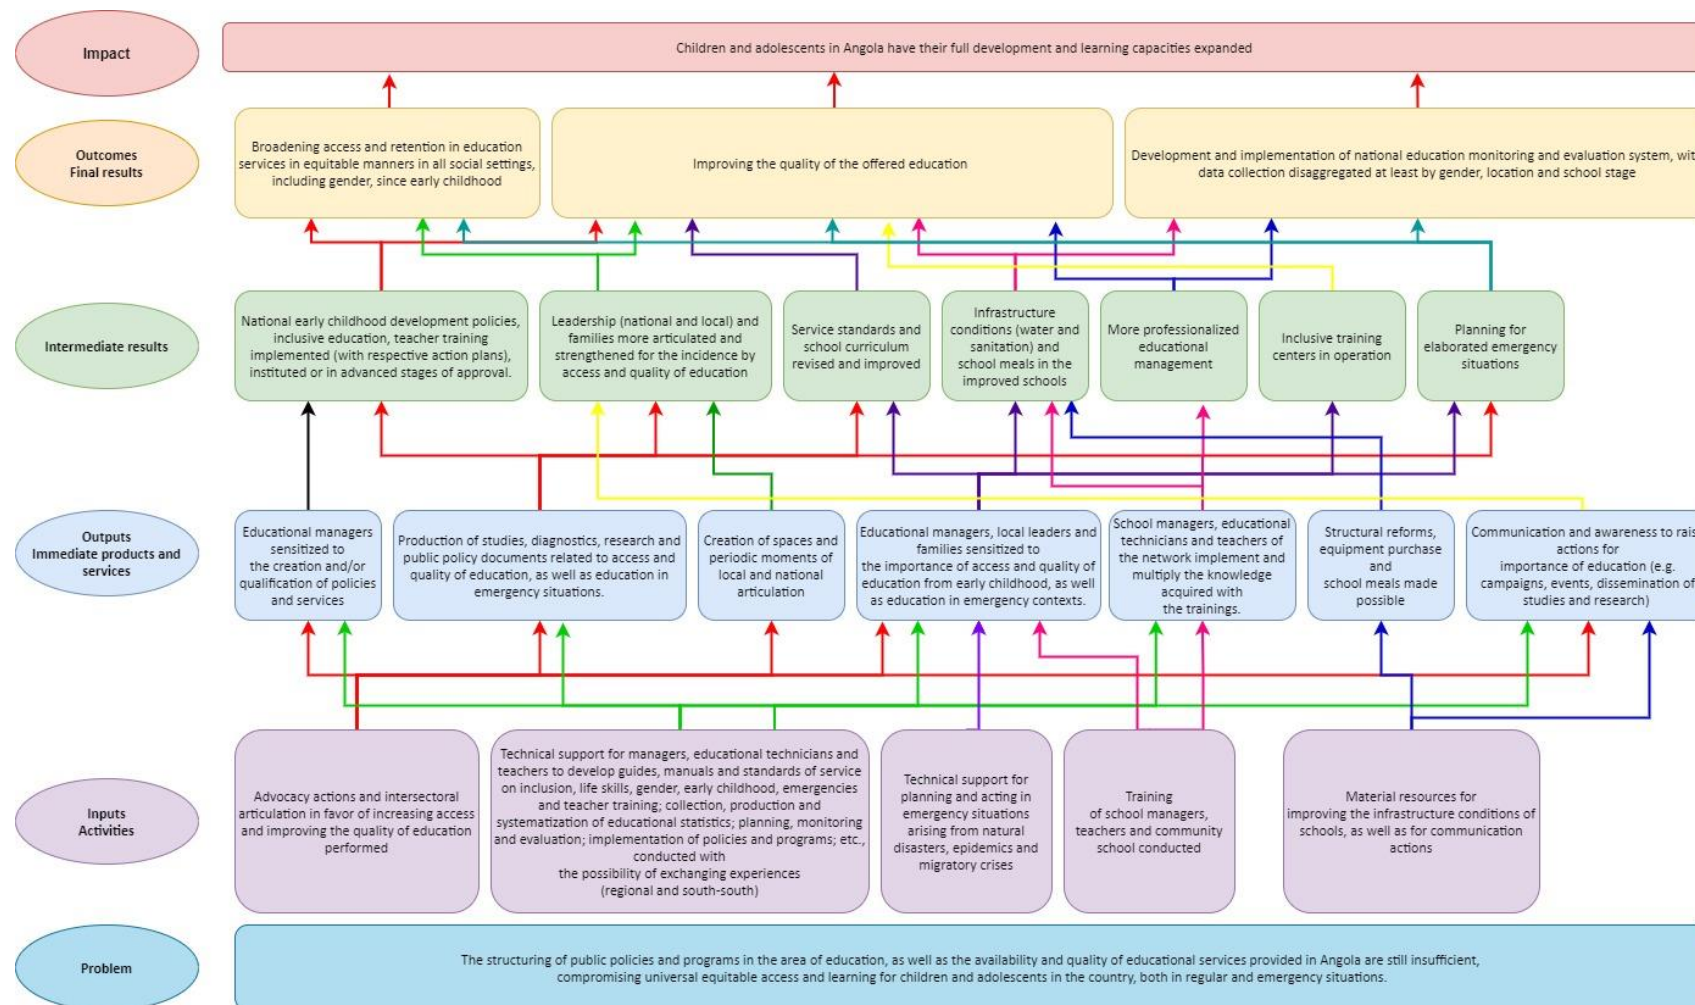 Impact
Children and adolescents in Angola have their full development and learning capacities expanded
Outcomes
Final results
Broadening access and retention in education
services in equitable manners in all social settings,
including gender, since early childhood
Improving the quality of the offered education
Development and implementation of national education monitoring and evaluation system, wit
data collection disaggregated at least by gender, location and school stage
Intermediate results
National early childhood development policies,
inclusive education, teacher training
implemented (with respective action plans),
instituted or in advanced stages of approval.
Leadership (national and local) and
families more articulated and
strengthened for the incidence by
access and quality of education
Service standards and
school curriculum
revised and improved
Infrastructure
conditions (water and
sanitation) and
school meals in the
improved schools
More professionalized
educational
management
Inclusive training
centers in operation
Planning for
elaborated emergency
situations
Outputs
Immediate products and
services
Educational managers
sensitized to
the creation and/or
qualification of policies
and services
Production of studies, diagnostics, research and
public policy documents related to access and
quality of education, as well as education in
emergency situations.
Creation of spaces and
periodic moments of
local and national
articulation
Educational managers, local leaders and
families sensitized to
the importance of access and quality of
education from early childhood, as well
as education in emergency contexts.
School managers, educational
technicians and teachers of
the network implement and
multiply the knowledge
acquired with
the trainings.
Structural reforms,
equipment purchase
and
school meals made
possible
Communication and awareness to rais
actions for
importance of education (e.g.
campaigns, events, dissemination of
studies and research)
Inputs
Activities
Advocacy actions and intersectoral
articulation in favor of increasing access
and improving the quality of education
performed
Technical support for managers, educational technicians and
teachers to develop guides, manuals and standards of service
on inclusion, life skills, gender, early childhood, emergencies
and teacher training; collection, production and
systematization of educational statistics; planning, monitoring
and evaluation; implementation of policies and programs; etc.,
conducted with
the possibility of exchanging experiences
(regional and south-south)
Technical support for
planning and acting in
emergency situations
arising from natural
disasters, epidemics and
migratory crises
Training
of school managers,
teachers and community
school conducted
Material resources for
improving the infrastructure conditions of
schools, as well as for communication
actions
Problem
The structuring of public policies and programs in the area of education, as well as the availability and quality of educational services provided in Angola are still insufficient,
compromising universal equitable access and learning for children and adolescents in the country, both in regular and emergency situations.